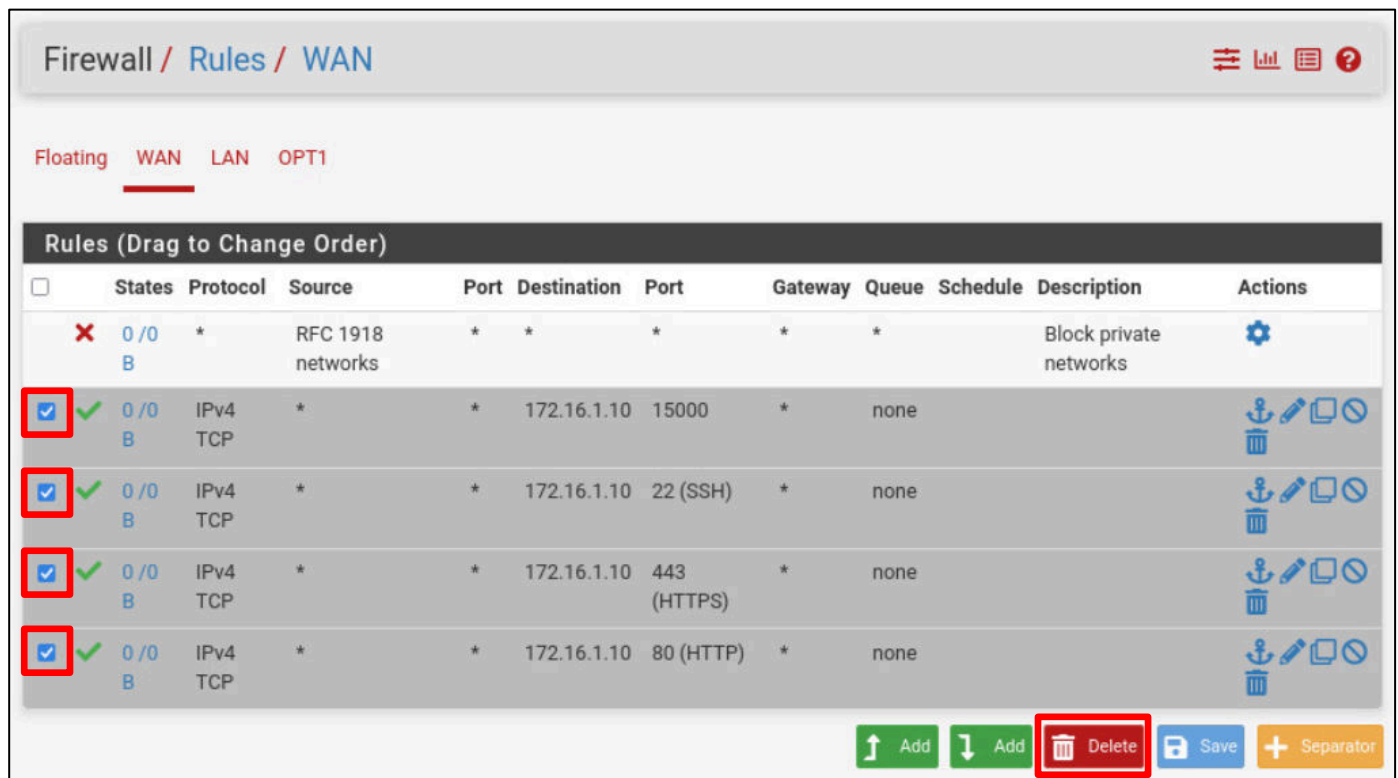 Firewall / Rules / WAN
Floating WAN LAN OPT1
Rules (Drag to Change Order)
States Protocol Source Port Destination Port Gateway Queue Schedule Description Actions
0 /0 * RFC 1918 * * * * * Block private
B networks networks
0 /0 IPv4 * * 172.16.1.10 15000 * none
B TCP
0 /0 IPv4 * * 172.16.1.10 22 (SSH) * none
B TCP
0 /0 IPv4 * * 172.16.1.10 443 * none
B TCP (HTTPS)
0 /0 IPv4 * * 172.16.1.10 80 (HTTP) * none
B TCP
Add Add Delete Save Separator